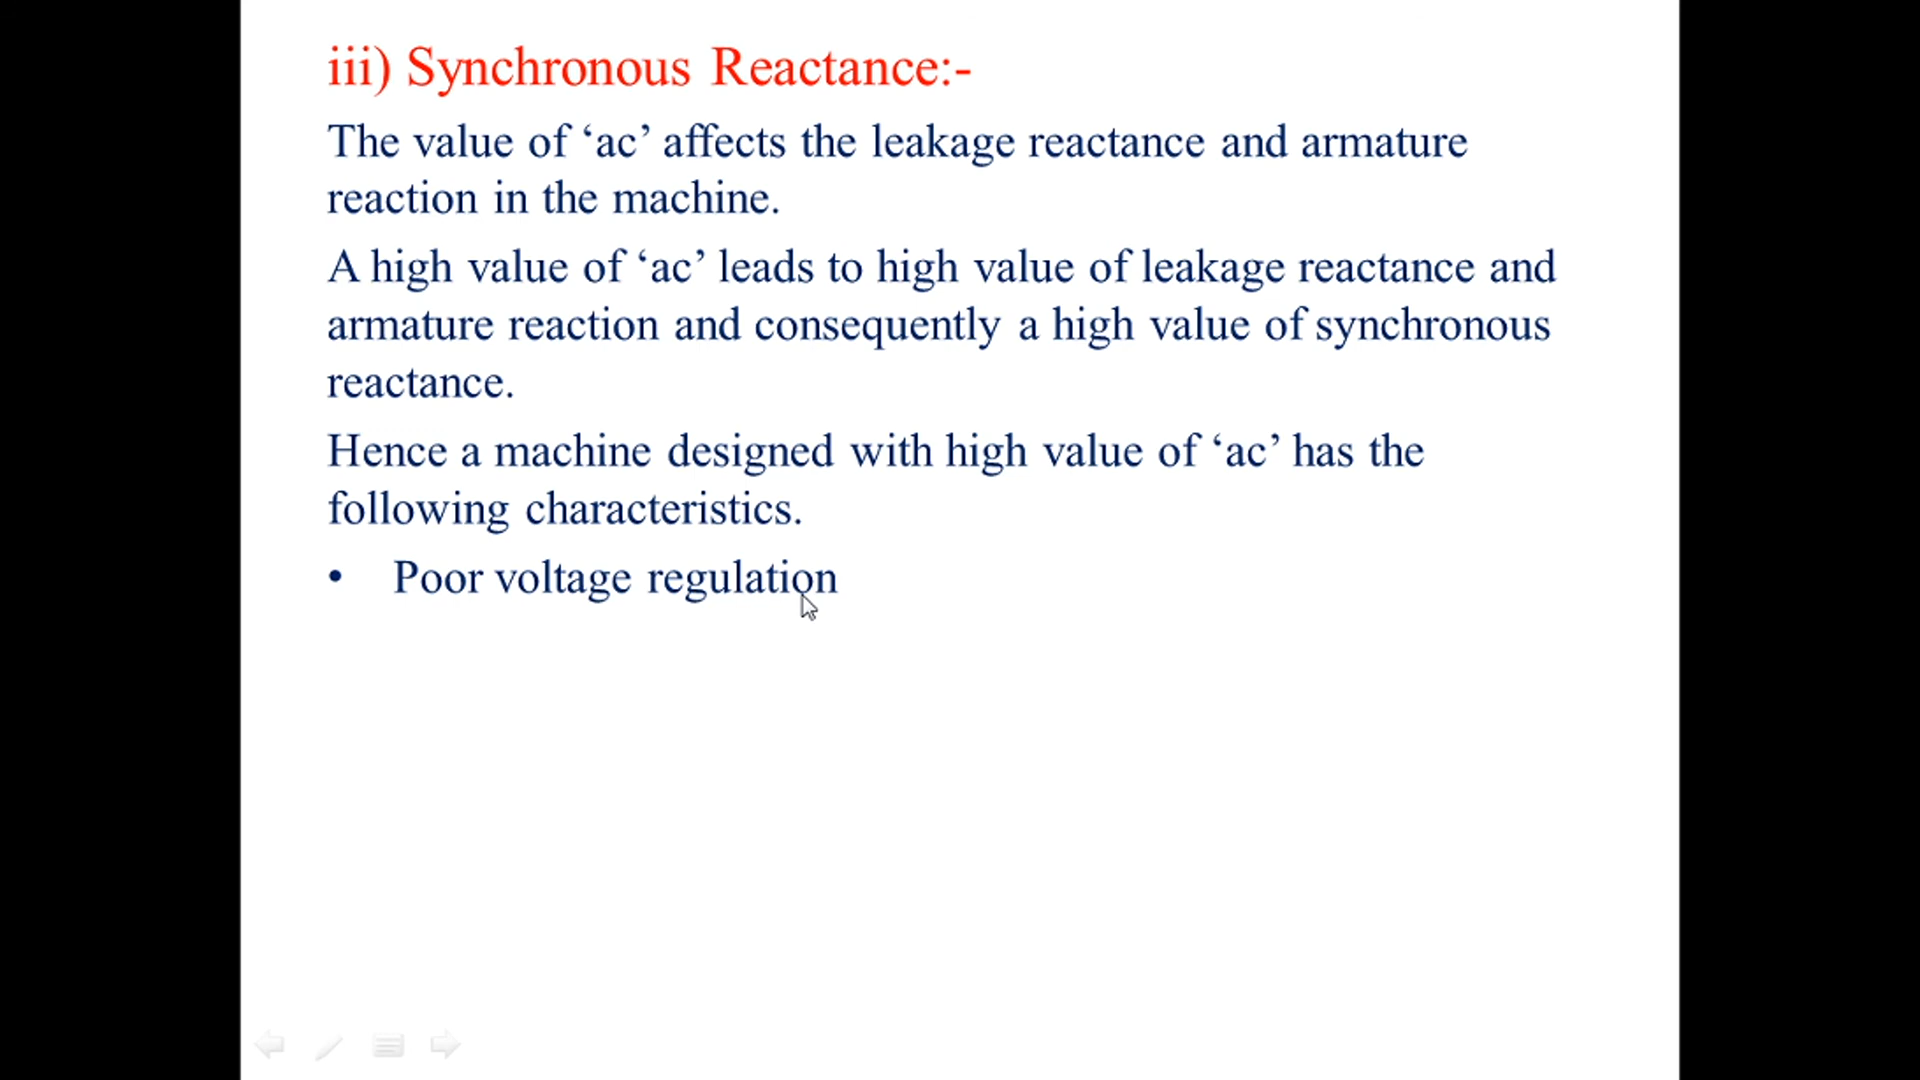 iii) Synchronous Reactance:-
The value of ‘ac’ affects the leakage reactance and armature
reaction in the machine.
A high value of ‘ac’ leads to high value of leakage reactance and
armature reaction and consequently a high value of synchronous
reactance.
Hence a machine designed with high value of ‘ac’ has the
following characteristics.
• Poor voltage regulation